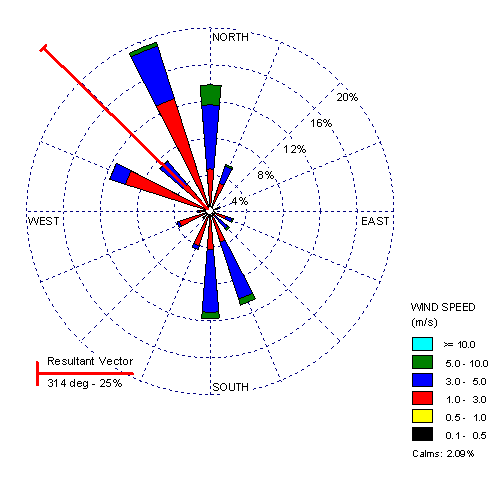 NORTH
20%
16%
12%
8%
4%
WEST
EAST
SOUTH
Resultant Vector
314 deg - 25%
WIND SPEED
(m/s)
>= 10.0
5.0 - 10.0
3.0 - 5.0
1.0 - 3.0
0.5 - 1.0
0.1 - 0.5
Calms: 2.09%